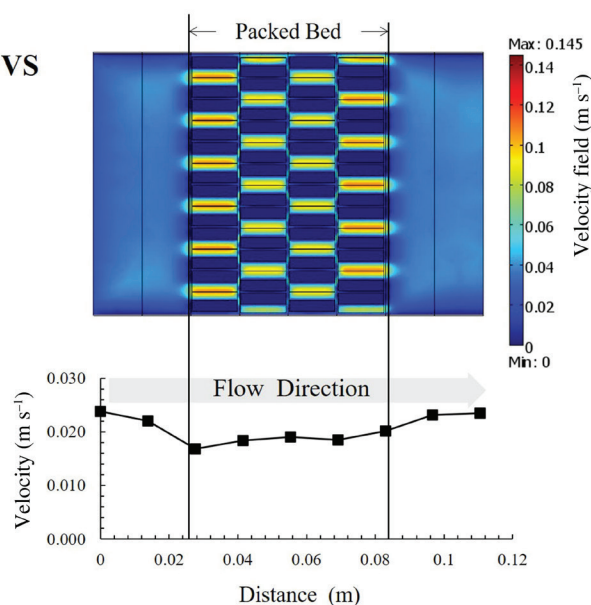 Packed Bed
VS
Max: 0.145
0.14
0.12
0.1
0.08
0.06
0.04
0.02
0
Min: 0
Velocity field (m s⁻¹)
Flow Direction
0.030
0.020
0.010
0.000
Velocity (m s⁻¹)
0
0.02
0.04
0.06
0.08
0.1
0.12
Distance (m)